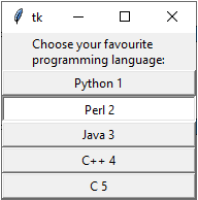 tk
Choose your favourite
programming language:
Python 1
Perl 2
Java 3
C++ 4
C 5